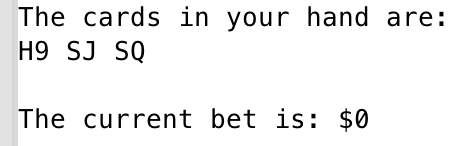 The cards in your hand are:
H9 SJ SQ
The current bet is: $0